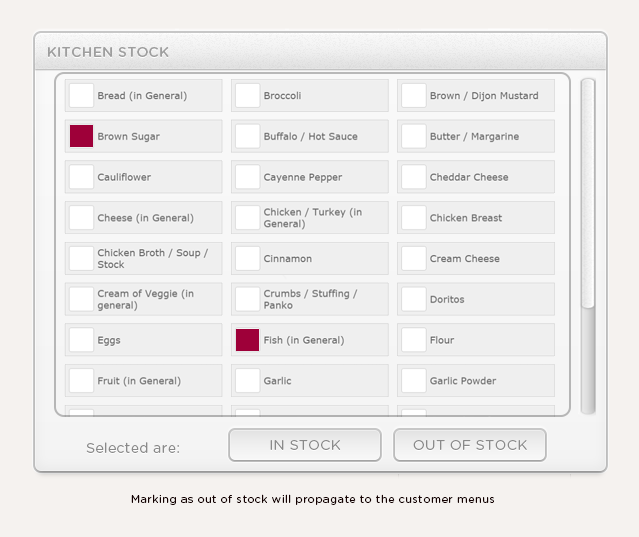 KITCHEN STOCK
Bread (in General)
Broccoli
Brown / Dijon Mustard
Brown Sugar
Buffalo / Hot Sauce
Butter / Margarine
Cauliflower
Cayenne Pepper
Cheddar Cheese
Cheese (in General)
Chicken / Turkey (in
General)
Chicken Breast
Chicken Broth / Soup /
Stock
Cinnamon
Cream Cheese
Cream of Veggie (in
general)
Crumbs / Stuffing /
Panko
Doritos
Eggs
Fish (in General)
Flour
Fruit (in General)
Garlic
Garlic Powder
Selected are:
IN STOCK
OUT OF STOCK
Marking as out of stock will propagate to the customer menus